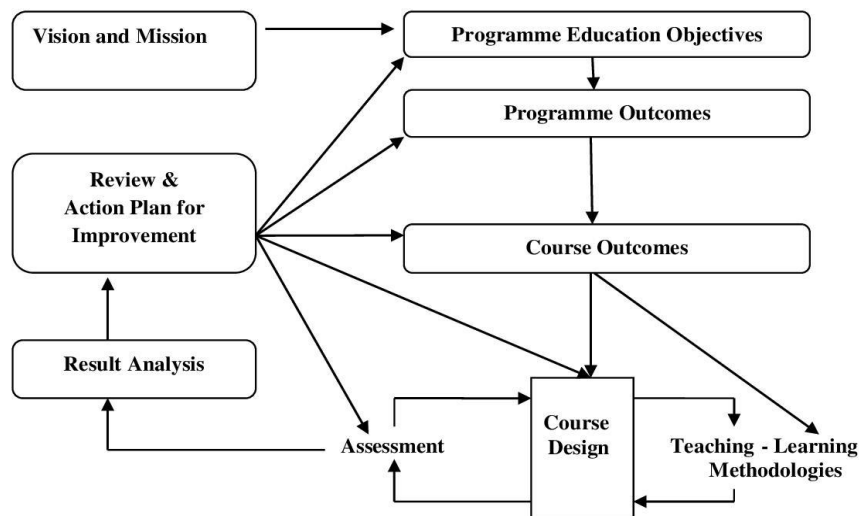 Vision and Mission
Programme Education Objectives
Programme Outcomes
Review &
Action Plan for
Improvement
Course Outcomes
Result Analysis
Assessment
Course
Design
Teaching - Learning
Methodologies